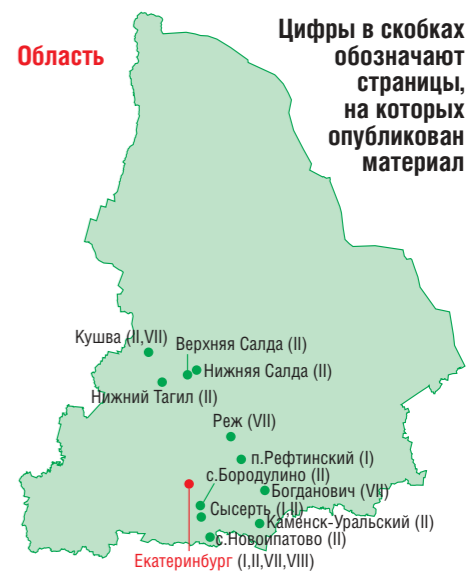 Область
Цифры в скобках
обозначают
страницы,
на которых
опубликован
материал
Кушва (II,VII)
Верхняя Салда (II)
Нижняя Салда (II)
Нижний Тагил (II)
Реж (VII)
п.Рефтинский (I)
с.Бородулино (II)
Богданович (VII)
Сысерть (I,II)
Каменск-Уральский (II)
с.Новоипатово (II)
Екатеринбург (I,II,VII,VIII)